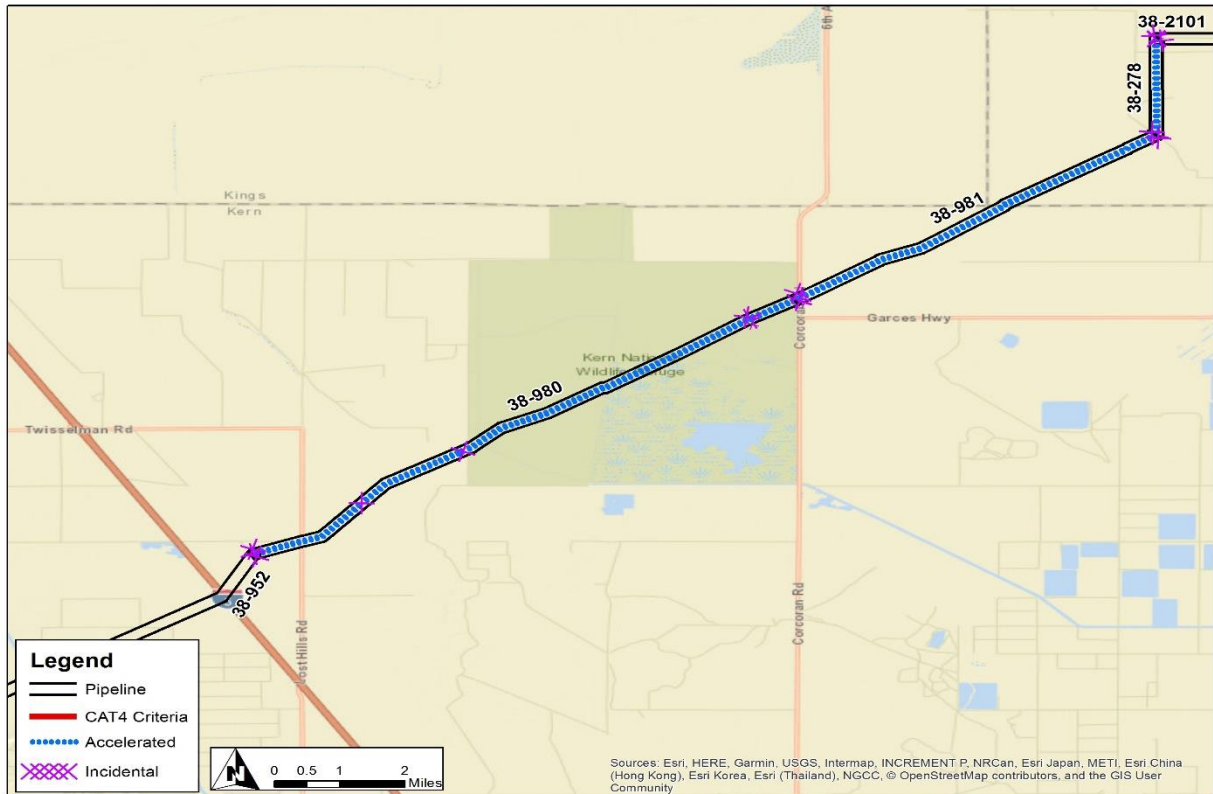 38-2101
6th A
38-278
Kings
Kern
38-981
Corcoran
Garces Hwy
Kern Nati
Wildlife
uge
38-980
Twisselman Rd
38-952
Lost Hills Rd
Corcoran Rd
Legend
Pipeline
CAT4 Criteria
Accelerated
Incidental
N
0 0.5 1 2
Miles
Sources: Esri, HERE, Garmin, USGS, Intermap, INCREMENT P, NRCan, Esri Japan, METI, Esri China
(Hong Kong), Esri Korea, Esri (Thailand), NGCC, © OpenStreetMap contributors, and the GIS User
Community